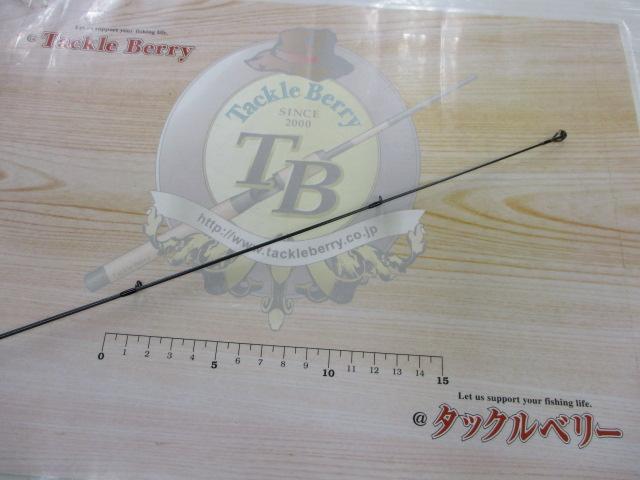 Let us support your fishing life.
@ Tackle Berry
Tackle Berry
SINCE
2000
TB
http://www.tackleberry.co.jp
0 1 2 3 4 5 6 7 8 9 10 11 12 13 14 15
Let us support your fishing life.
@タックルベリー